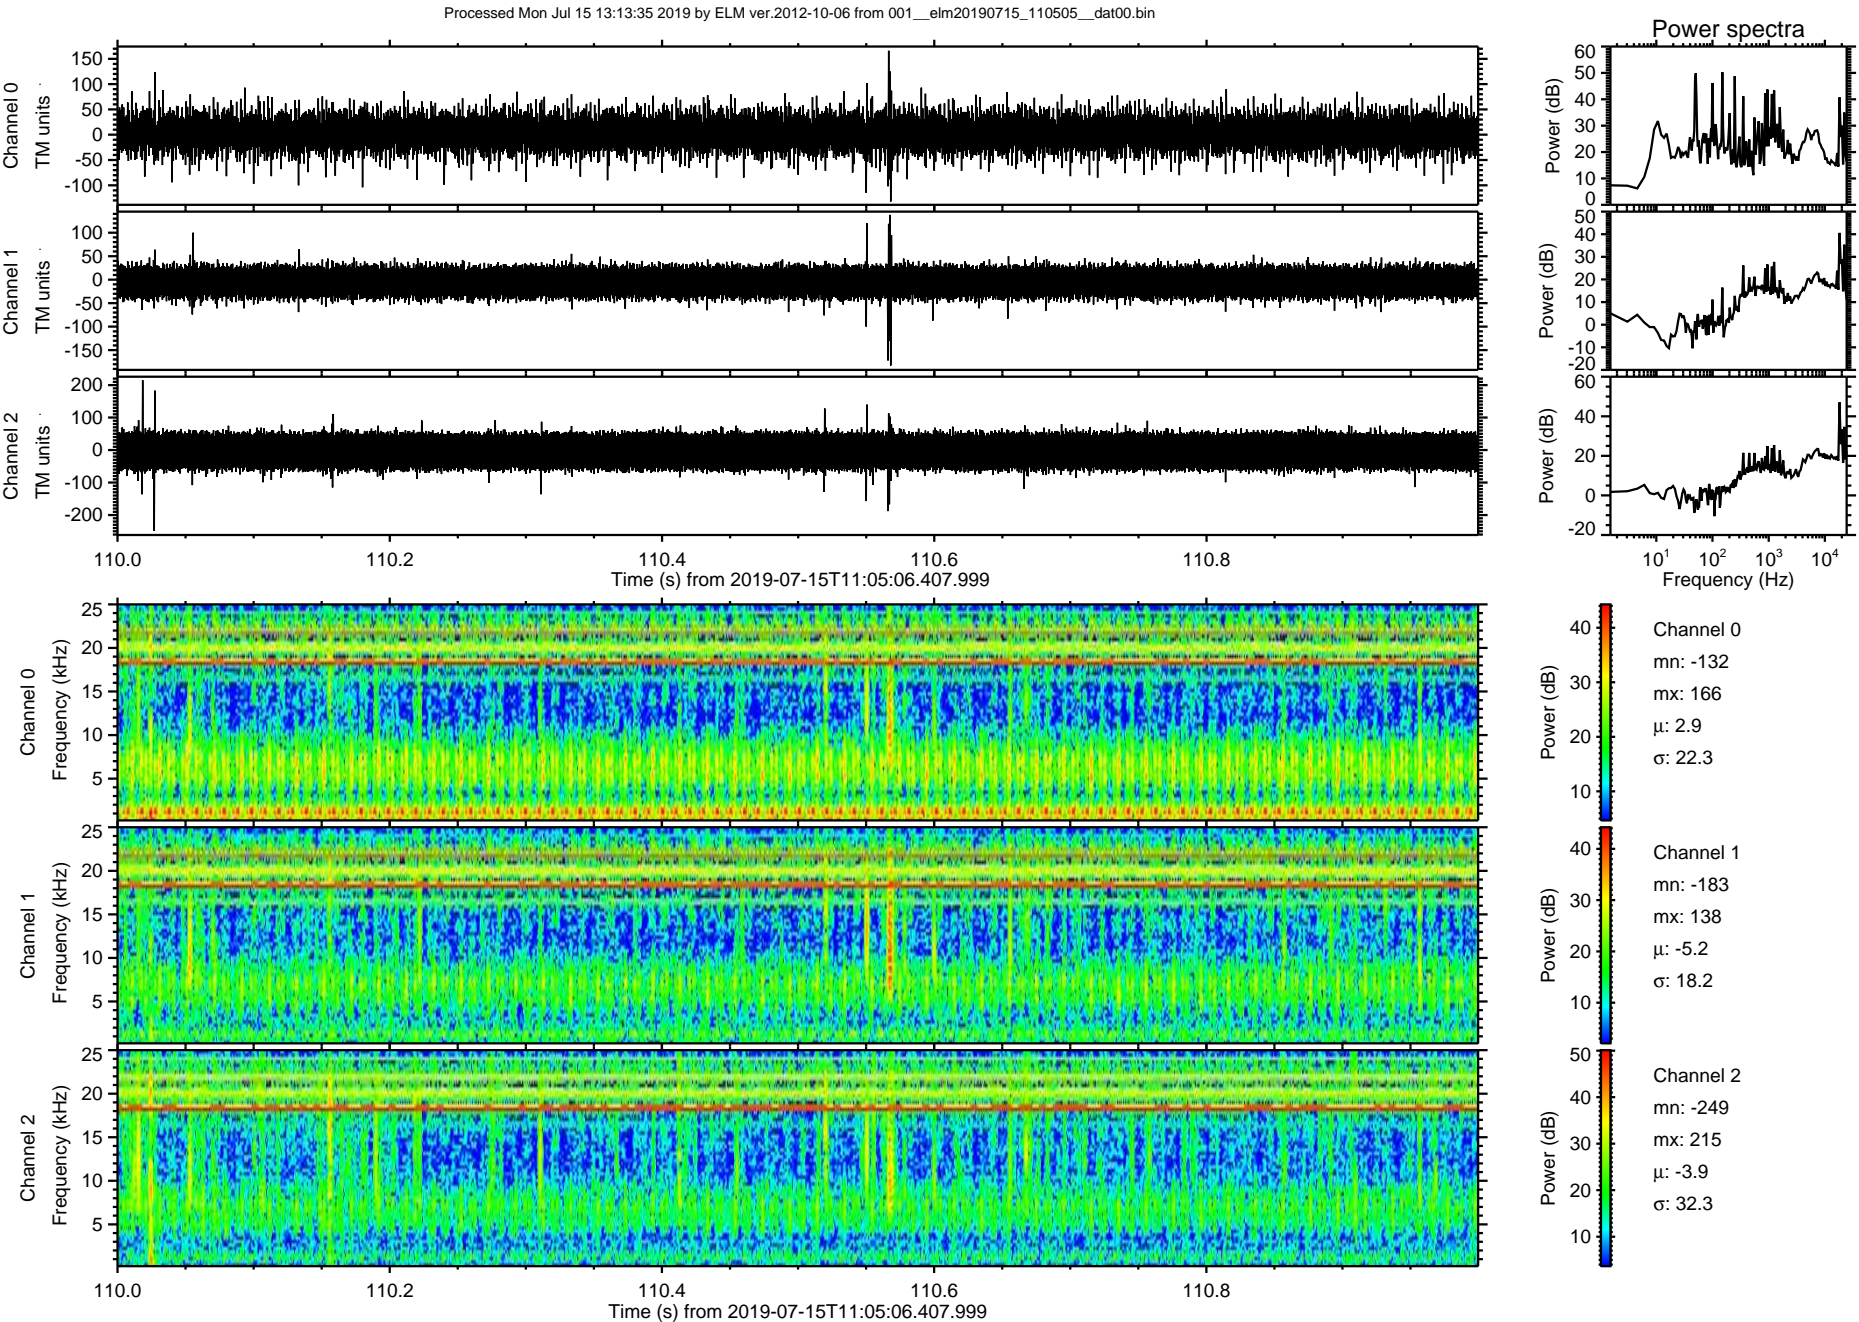 Processed Mon Jul 15 13:13:35 2019 by ELM ver.2012-10-06 from 001__elm20190715_110505__dat00.bin
Power spectra
Channel 0
TM units
150
100
50
0
-50
-100
Power (dB)
60
50
40
30
20
10
0
Channel 1
TM units
100
50
0
-50
-100
-150
Power (dB)
50
40
30
20
10
0
-10
-20
Channel 2
TM units
200
100
0
-100
-200
Power (dB)
60
40
20
0
-20
110.0 110.2 110.4 110.6 110.8
Time (s) from 2019-07-15T11:05:06.407.999
10^1 10^2 10^3 10^4
Frequency (Hz)
Channel 0
Frequency (kHz)
25
20
15
10
5
Power (dB)
40
30
20
10
Channel 0
mn: -132
mx: 166
μ: 2.9
σ: 22.3
Channel 1
Frequency (kHz)
25
20
15
10
5
Power (dB)
40
30
20
10
Channel 1
mn: -183
mx: 138
μ: -5.2
σ: 18.2
Channel 2
Frequency (kHz)
25
20
15
10
5
Power (dB)
50
40
30
20
10
Channel 2
mn: -249
mx: 215
μ: -3.9
σ: 32.3
110.0 110.2 110.4 110.6 110.8
Time (s) from 2019-07-15T11:05:06.407.999